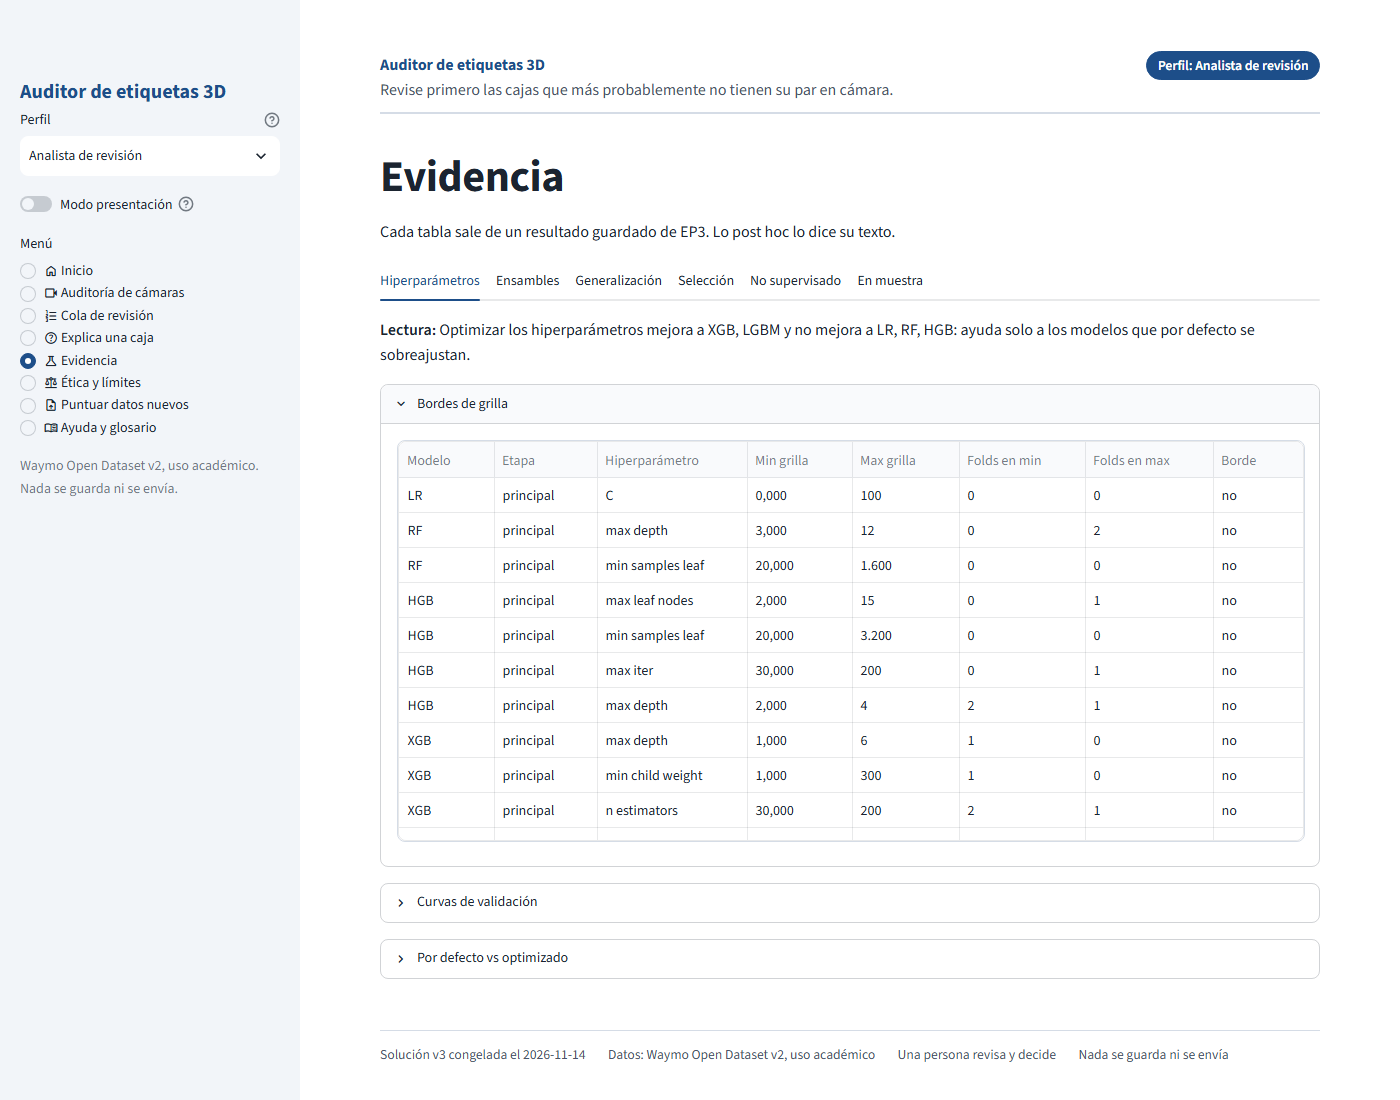 Auditor de etiquetas 3D
Perfil
Analista de revisión
Modo presentación
Menú
Inicio
Auditoría de cámaras
Cola de revisión
Explica una caja
Evidencia
Ética y límites
Puntuar datos nuevos
Ayuda y glosario
Waymo Open Dataset v2, uso académico.
Nada se guarda ni se envía.
Auditor de etiquetas 3D
Revise primero las cajas que más probablemente no tienen su par en cámara.
Perfil: Analista de revisión
Evidencia
Cada tabla sale de un resultado guardado de EP3. Lo post hoc lo dice su texto.
Hiperparámetros Ensambles Generalización Selección No supervisado En muestra
Lectura: Optimizar los hiperparámetros mejora a XGB, LGBM y no mejora a LR, RF, HGB: ayuda solo a los modelos que por defecto se
sobreajustan.
Bordes de grilla
Modelo Etapa Hiperparámetro Min grilla Max grilla Folds en min Folds en max Borde
LR principal C 0,000 100 0 0 no
RF principal max depth 3,000 12 0 2 no
RF principal min samples leaf 20,000 1.600 0 0 no
HGB principal max leaf nodes 2,000 15 0 1 no
HGB principal min samples leaf 20,000 3.200 0 0 no
HGB principal max iter 30,000 200 0 1 no
HGB principal max depth 2,000 4 2 1 no
XGB principal max depth 1,000 6 1 0 no
XGB principal min child weight 1,000 300 1 0 no
XGB principal n estimators 30,000 200 2 1 no
Curvas de validación
Por defecto vs optimizado
Solución v3 congelada el 2026-11-14 Datos: Waymo Open Dataset v2, uso académico Una persona revisa y decide Nada se guarda ni se envía